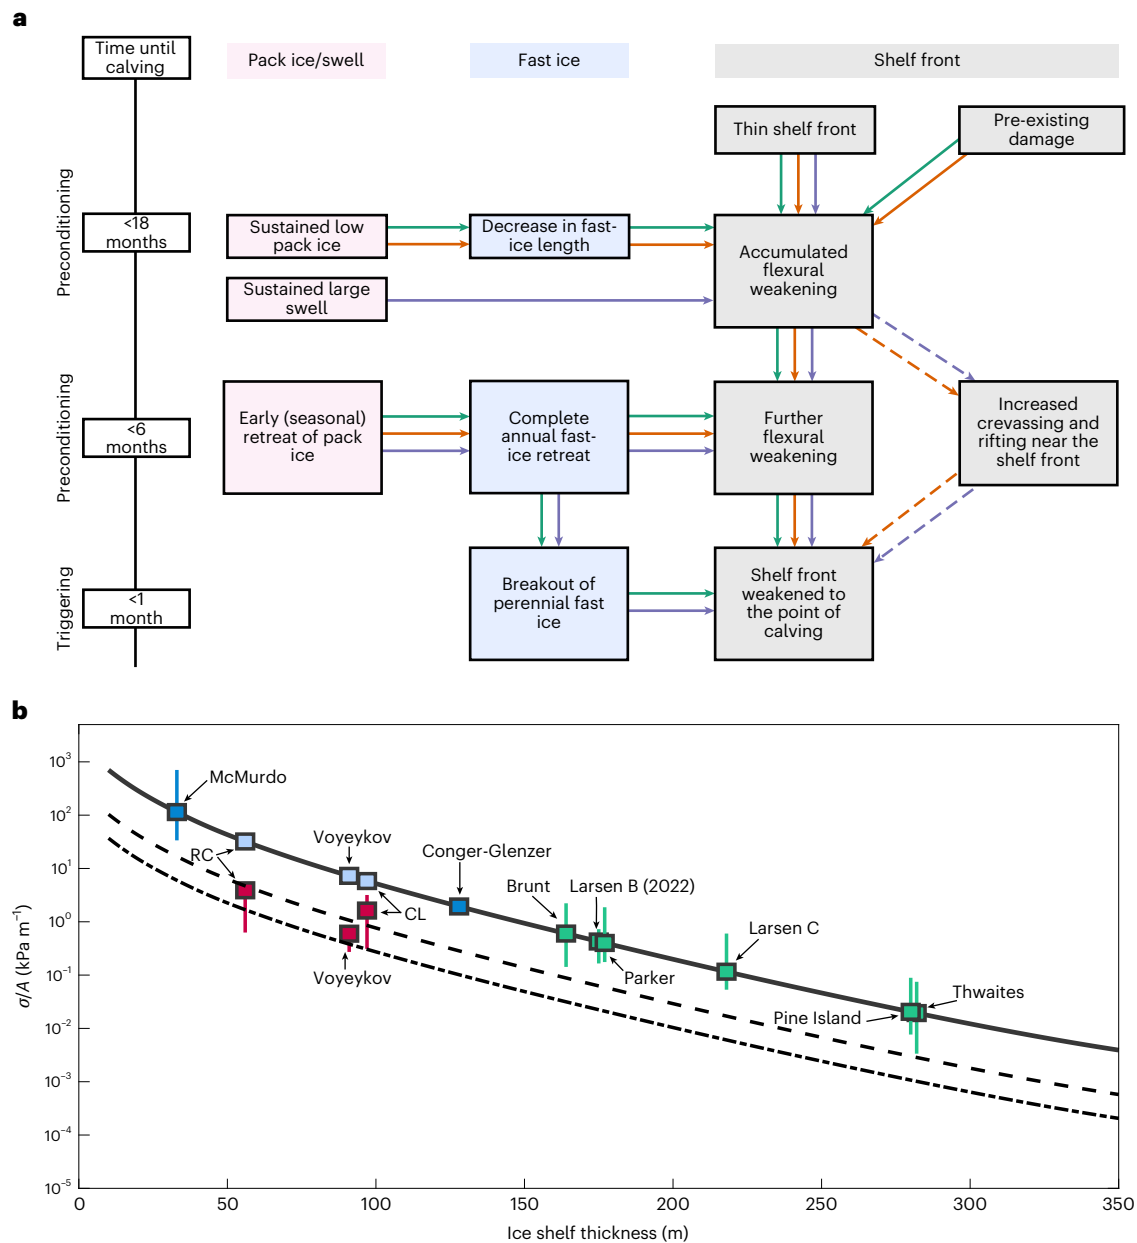 a
Time until
calving
Pack ice/swell
Fast ice
Shelf front
Thin shelf front
Pre-existing
damage
Preconditioning
<18
months
Sustained low
pack ice
Decrease in fast-
ice length
Accumulated
flexural
weakening
Sustained large
swell
Preconditioning
<6
months
Early (seasonal)
retreat of pack
ice
Complete
annual fast-
ice retreat
Further
flexural
weakening
Increased
crevassing and
rifting near the
shelf front
Triggering
<1
month
Breakout of
perennial fast
ice
Shelf front
weakened to
the point of
calving
b
σ/A (kPa m⁻¹)
10³
10²
10¹
10⁰
10⁻¹
10⁻²
10⁻³
10⁻⁴
10⁻⁵
McMurdo
RC
Voyeykov
CL
Voyeykov
Conger-Glenzer
Brunt
Larsen B (2022)
Parker
Larsen C
Pine Island
Thwaites
0
50
100
150
200
250
300
350
Ice shelf thickness (m)